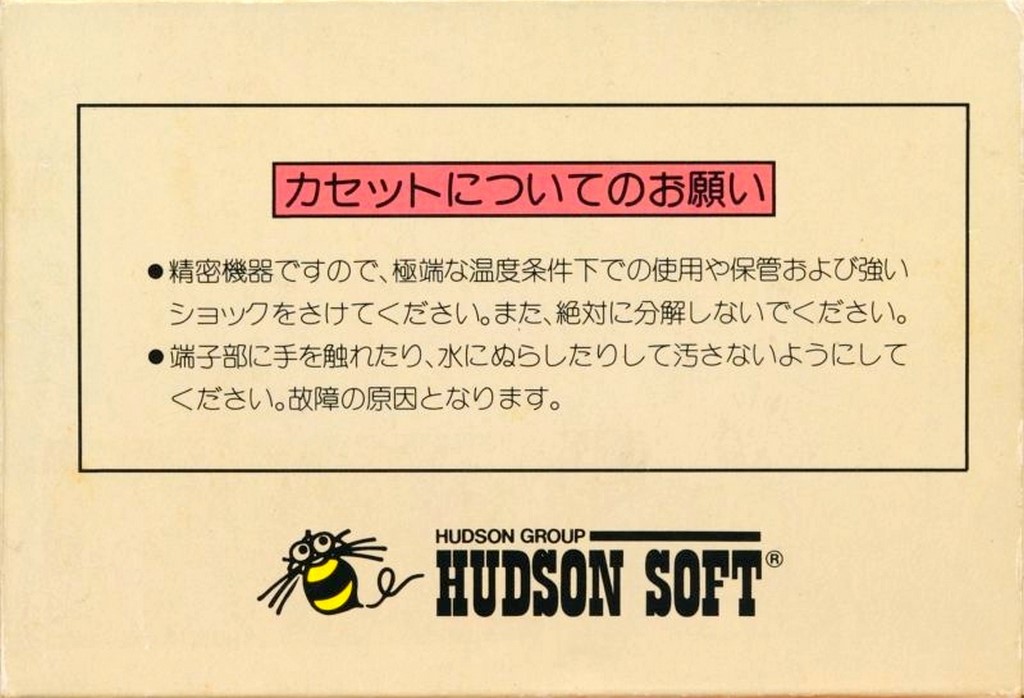 カセットについてのお願い
●精密機器ですので、極端な温度条件下での使用や保管および強い
ショックをさけてください。また、絶対に分解しないでください。
●端子部に手を触れたり、水にぬらしたりして汚さないようにして
ください。故障の原因となります。
HUDSON GROUP
HUDSON SOFT®